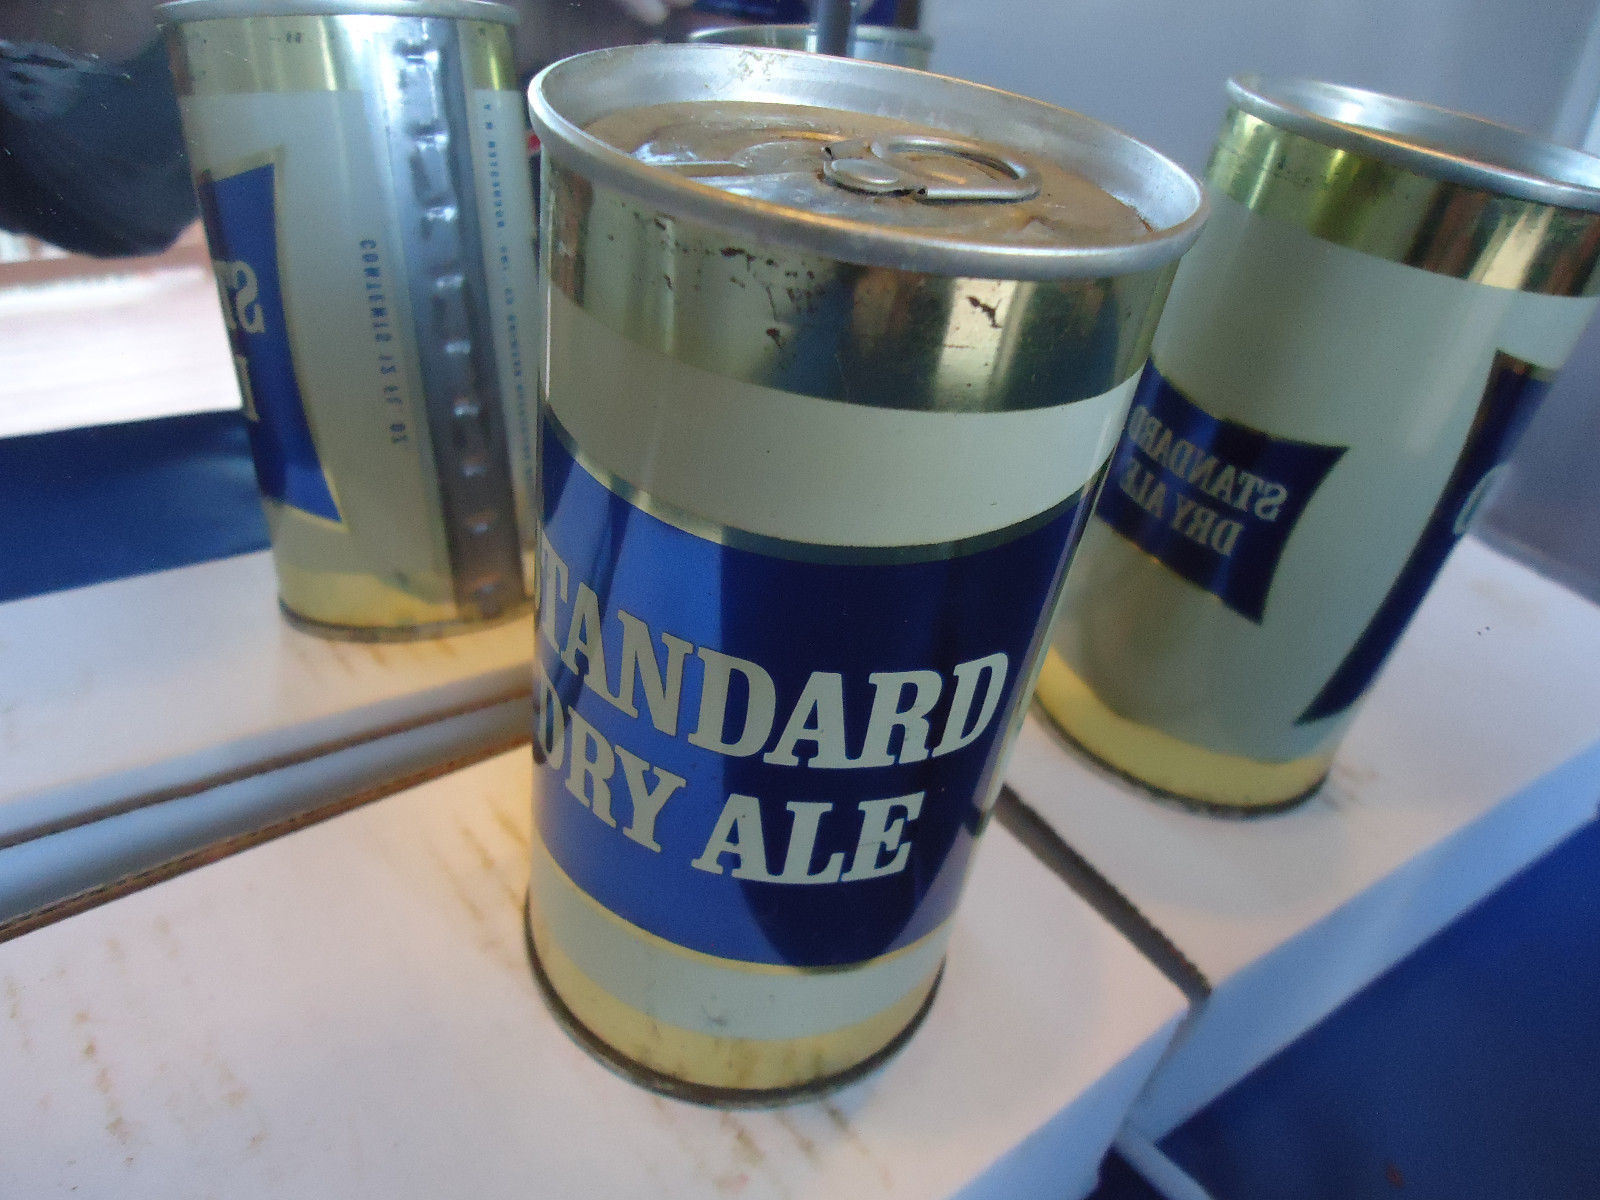 STANDARD
DRY ALE
CONTENTS 12 FL OZ
STANDARD
DRY ALE